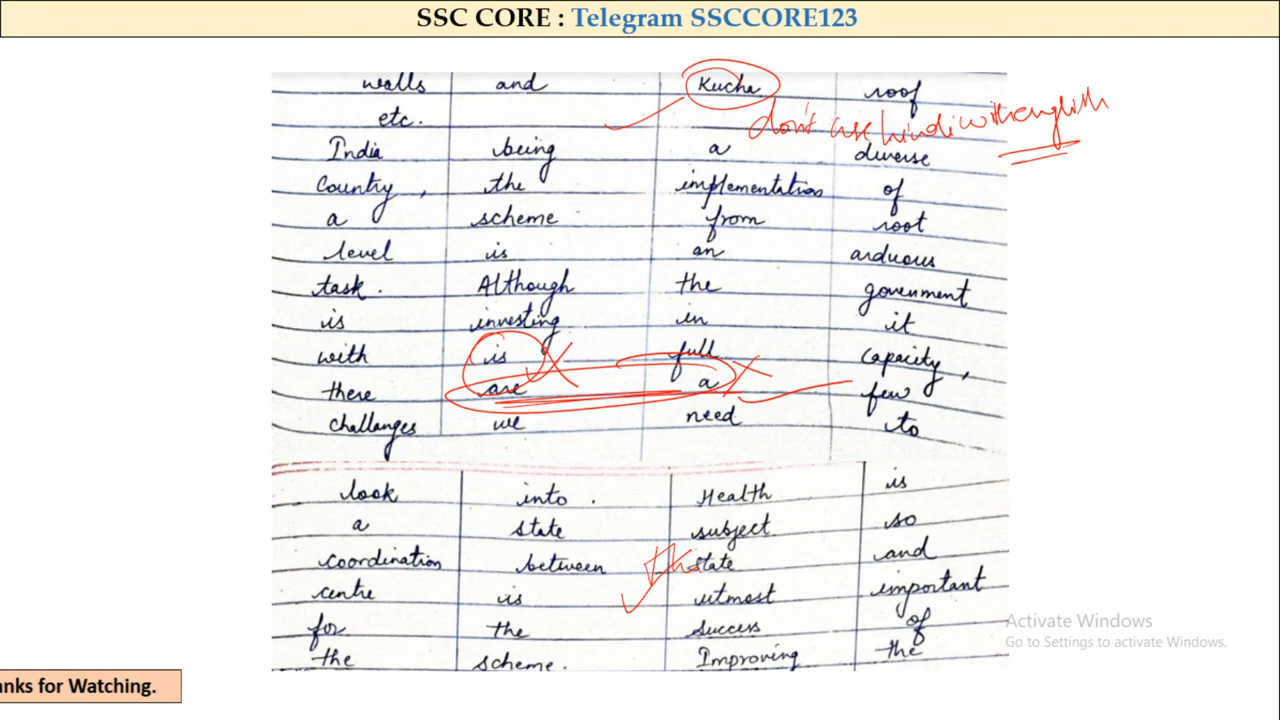 SSC CORE : Telegram SSCCORE123
walls and Kucha roof
etc.
don't use hindi with english
India being a diverse
Country, the implementation of
a scheme from root
level is an arduous
task. Although the government
is investing in it
with is full capacity,
there are a few
challanges we need to
look into. Health is
a state subject so
coordination between the state and
centre is utmost important
for the success of
the scheme. Improving the
Activate Windows
Go to Settings to activate Windows.
anks for Watching.